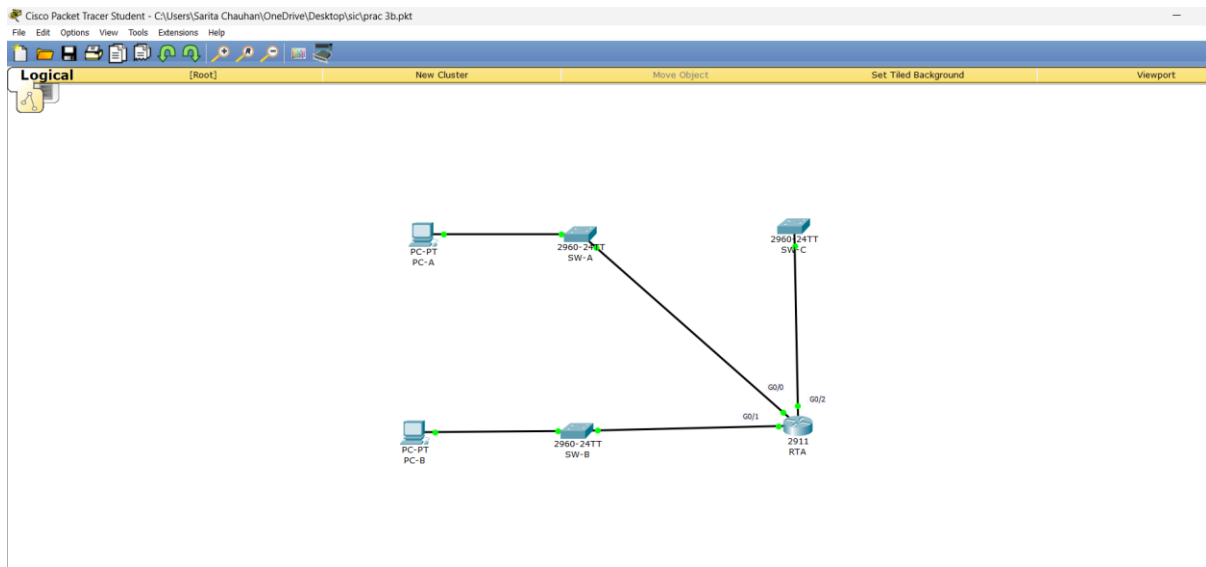 Cisco Packet Tracer Student - C:\Users\Sarita Chauhan\OneDrive\Desktop\sic\prac 3b.pkt
File Edit Options View Tools Extensions Help
Logical [Root] New Cluster Move Object Set Tiled Background Viewport
PC-PT
PC-A
2960-24TT
SW-A
2960-24TT
SW-C
G0/0
G0/2
G0/1
PC-PT
PC-B
2960-24TT
SW-B
2911
RTA